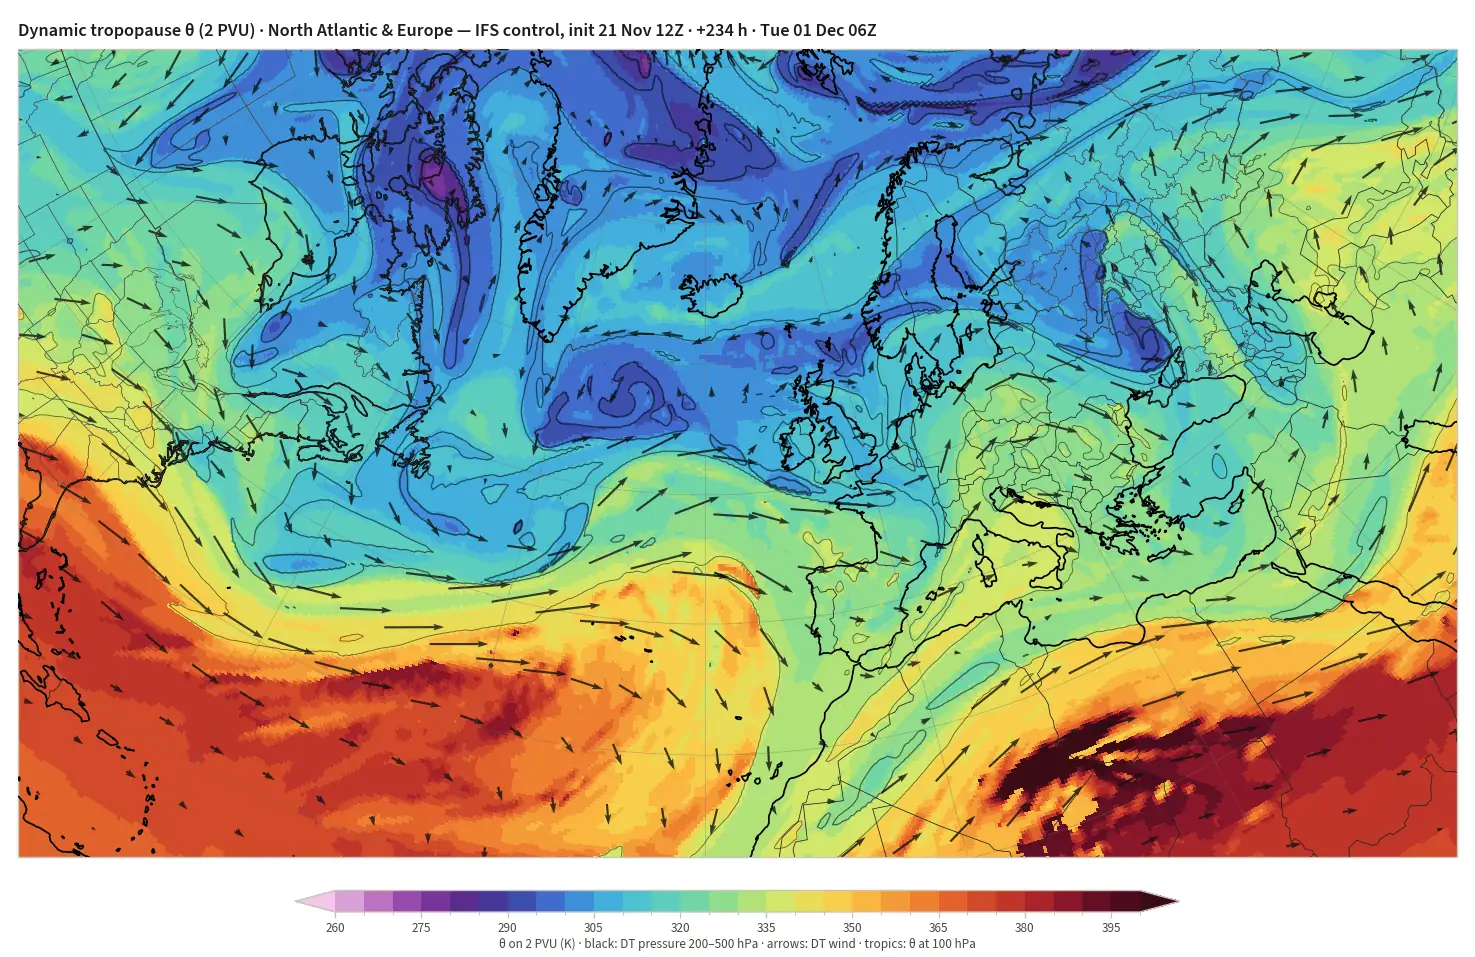 Dynamic tropopause θ (2 PVU) · North Atlantic & Europe — IFS control, init 21 Nov 12Z · +234 h · Tue 01 Dec 06Z
260 275 290 305 320 335 350 365 380 395
θ on 2 PVU (K) · black: DT pressure 200–500 hPa · arrows: DT wind · tropics: θ at 100 hPa